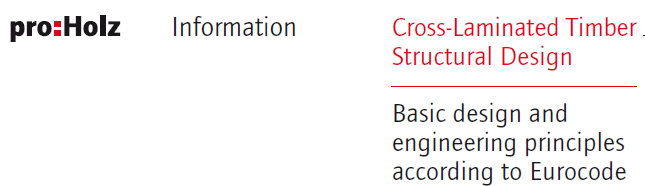 pro:Holz Information Cross-Laminated Timber
Structural Design
Basic design and
engineering principles
according to Eurocode